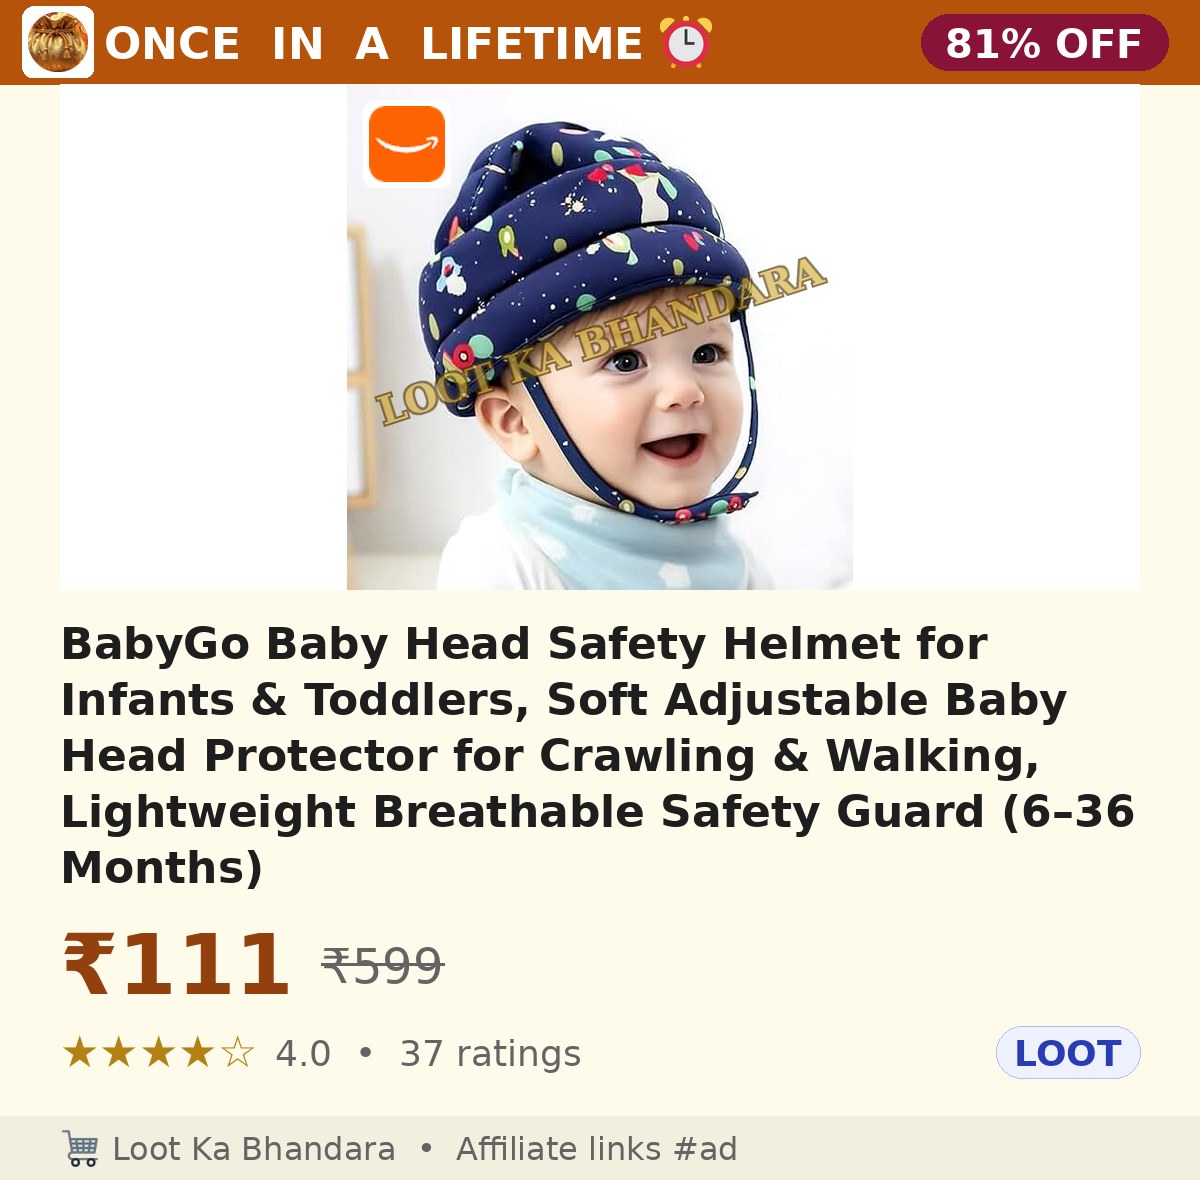 ONCE IN A LIFETIME
81% OFF
LOOT KA BHANDARA
BabyGo Baby Head Safety Helmet for
Infants & Toddlers, Soft Adjustable Baby
Head Protector for Crawling & Walking,
Lightweight Breathable Safety Guard (6–36
Months)
₹111 ₹599
★★★★☆ 4.0 • 37 ratings
LOOT
Loot Ka Bhandara • Affiliate links #ad